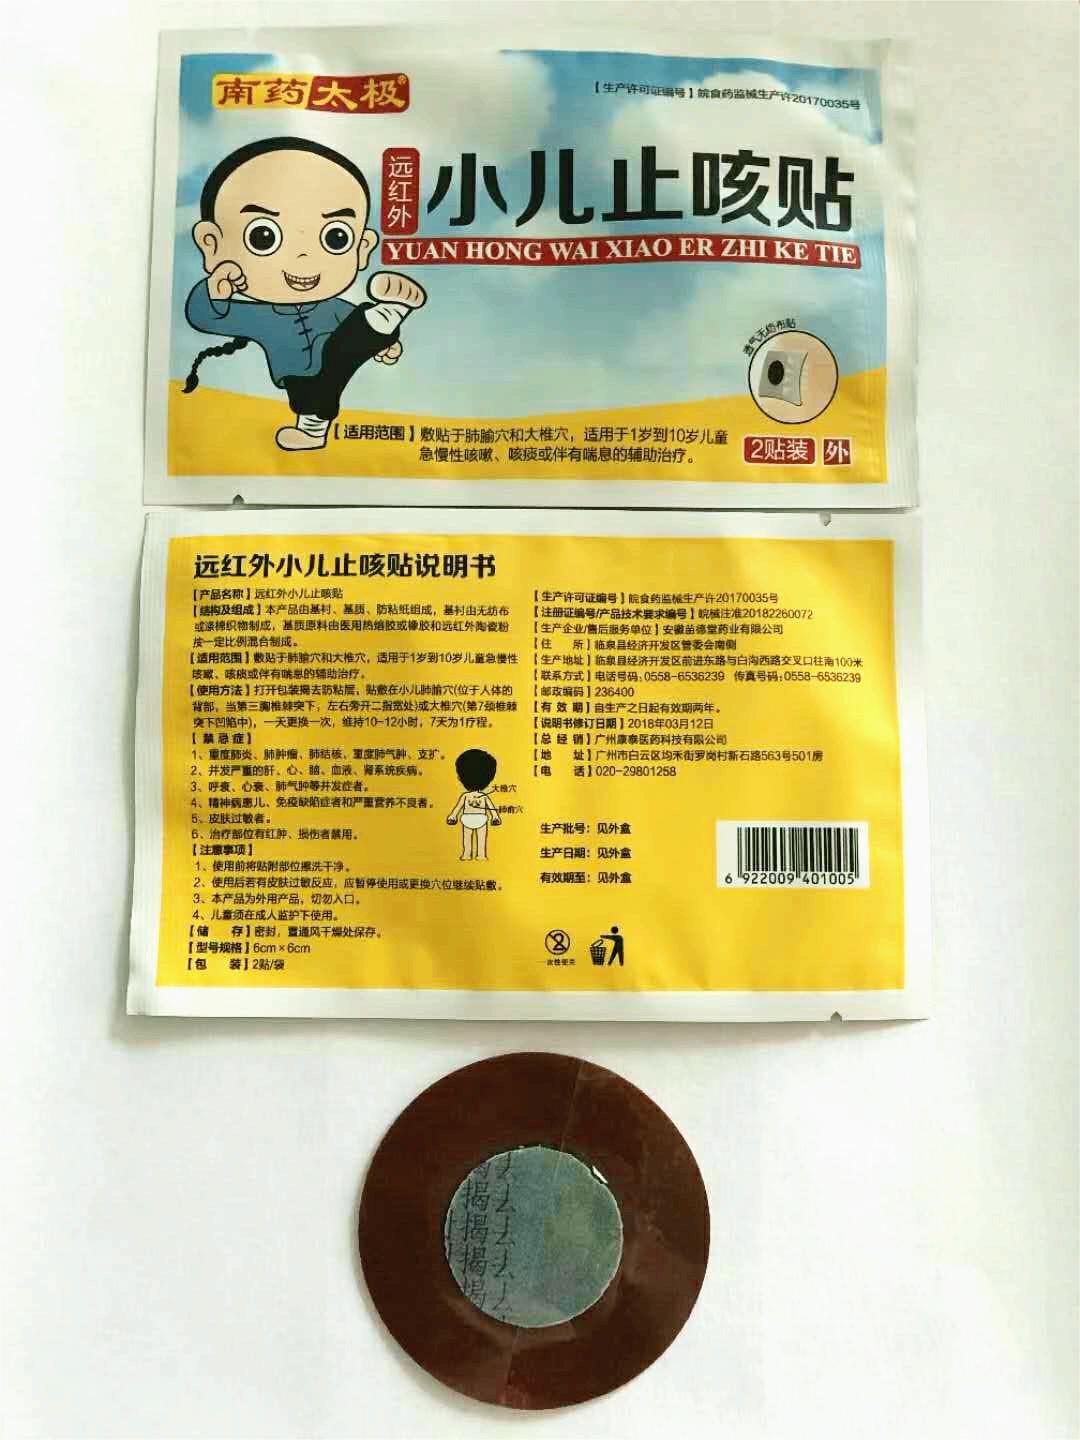 南药太极®
【生产许可证编号】皖食药监械生产许20170035号
远红外
小儿止咳贴
YUAN HONG WAI XIAO ER ZHI KE TIE
透气无纺布贴
【适用范围】敷贴于肺腧穴和大椎穴，适用于1岁到10岁儿童
急慢性咳嗽、咳痰或伴有喘息的辅助治疗。
2贴装
外
远红外小儿止咳贴说明书
【产品名称】远红外小儿止咳贴
【结构及组成】本产品由基衬、基质、防粘纸组成，基衬由无纺布
或涤棉织物制成，基质原料由医用热熔胶或橡胶和远红外陶瓷粉
按一定比例混合制成。
【适用范围】敷贴于肺腧穴和大椎穴，适用于1岁到10岁儿童急慢性
咳嗽、咳痰或伴有喘息的辅助治疗。
【使用方法】打开包装揭去防粘层，贴敷在小儿肺腧穴(位于人体的
背部，当第三胸椎棘突下，左右旁开二指宽处)或大椎穴(第7颈椎棘
突下凹陷中)，一天更换一次，维持10-12小时，7天为1疗程。
【禁忌症】
1、重度肺炎、肺肿瘤、肺结核、重度肺气肿、支扩。
2、并发严重的肝、心、脑、血液、肾系统疾病。
3、呼衰、心衰、肺气肿等并发症者。
4、精神病患儿、免疫缺陷症者和严重营养不良者。
5、皮肤过敏者。
6、治疗部位有红肿、损伤者禁用。
【注意事项】
1、使用前将贴附部位擦洗干净。
2、使用后若有皮肤过敏反应，应暂停使用或更换穴位继续贴敷。
3、本产品为外用产品，切勿入口。
4、儿童须在成人监护下使用。
【储 存】密封，置通风干燥处保存。
【型号规格】6cm×6cm
【包 装】2贴/袋
大椎穴
肺俞穴
【生产许可证编号】皖食药监械生产许20170035号
【注册证编号/产品技术要求编号】皖械注准20182260072
【生产企业/售后服务单位】安徽苗德堂药业有限公司
【住 所】临泉县经济开发区管委会南侧
【生产地址】临泉县经济开发区前进东路与白沟西路交叉口往南100米
【联系方式】电话号码:0558-6536239 传真号码:0558-6536239
【邮政编码】236400
【有 效 期】自生产之日起有效期两年。
【说明书修订日期】2018年03月12日
【总 经 销】广州康泰医药科技有限公司
【地 址】广州市白云区均禾街罗岗村新石路563号501房
【电 话】020-29801258
生产批号：见外盒
生产日期：见外盒
有效期至：见外盒
6 922009 401005
一次性使用
揭去
揭去
揭去
揭去
揭去